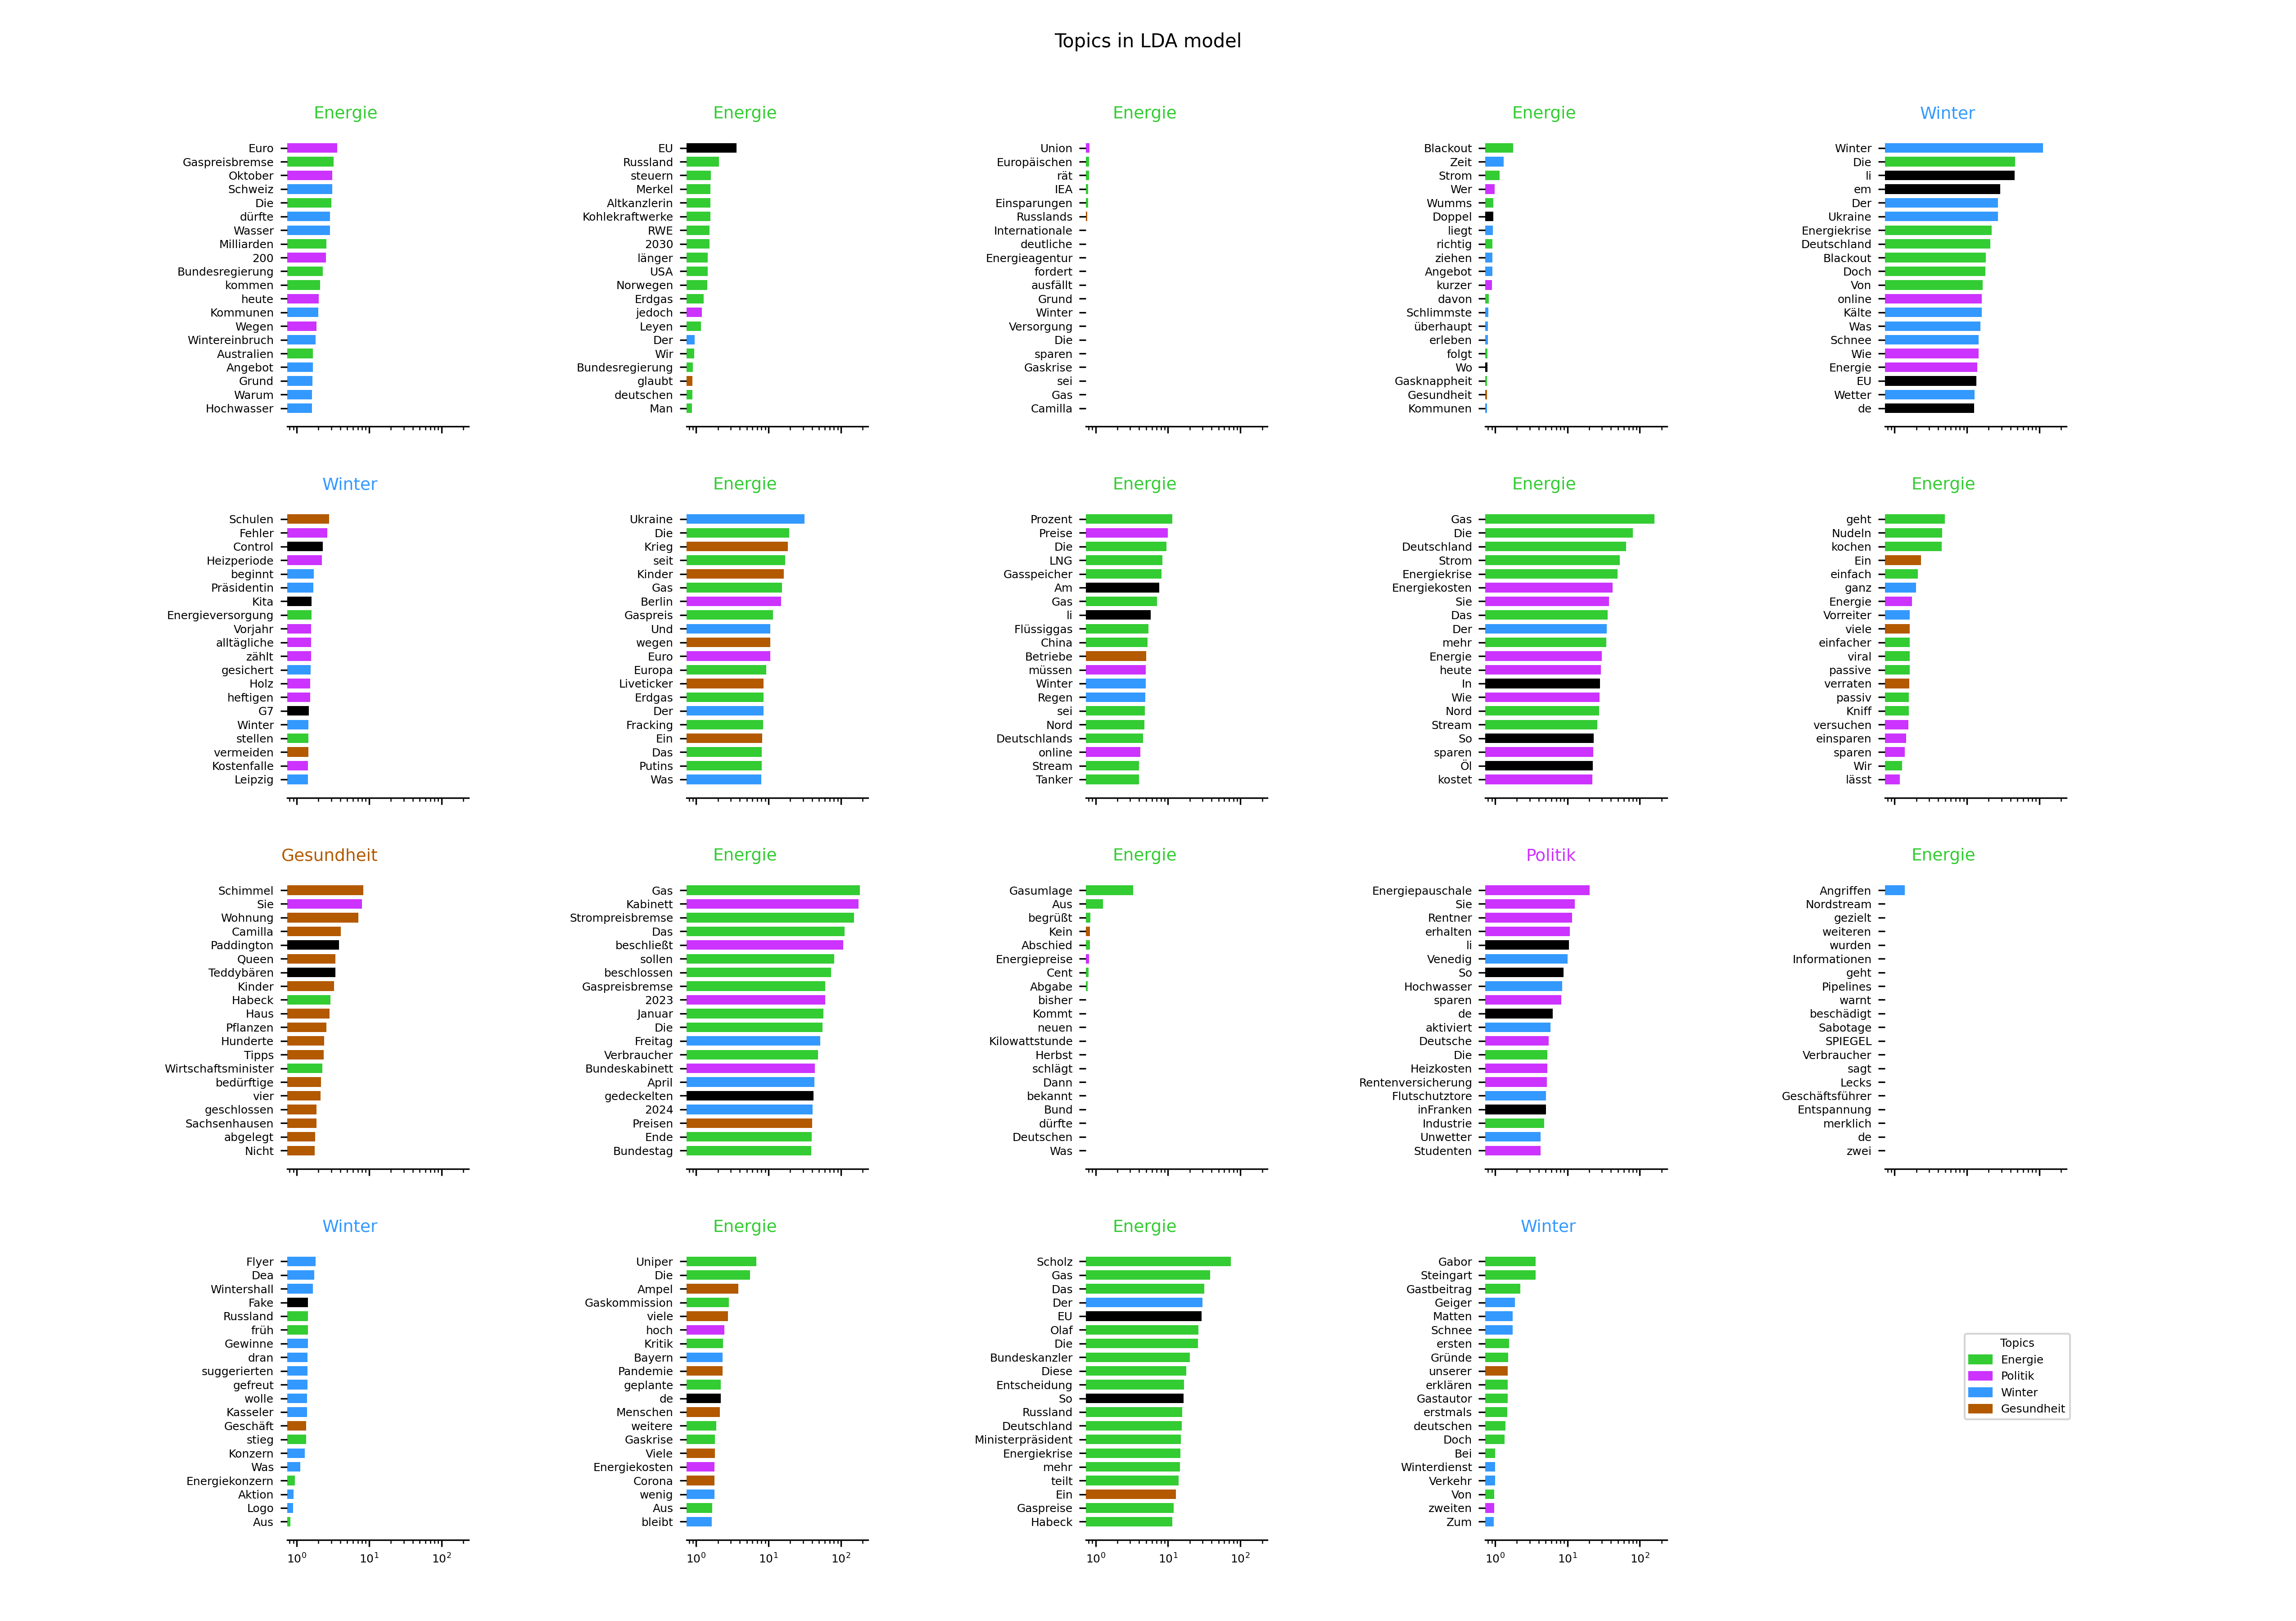 Topics in LDA model
Energie
Euro
Gaspreisbremse
Oktober
Schweiz
Die
dürfte
Wasser
Milliarden
200
Bundesregierung
kommen
heute
Kommunen
Wegen
Wintereinbruch
Australien
Angebot
Grund
Warum
Hochwasser
Energie
EU
Russland
steuern
Merkel
Altkanzlerin
Kohlekraftwerke
RWE
2030
länger
USA
Norwegen
Erdgas
jedoch
Leyen
Der
Wir
Bundesregierung
glaubt
deutschen
Man
Energie
Union
Europäischen
rät
IEA
Einsparungen
Russlands
Internationale
deutliche
Energieagentur
fordert
ausfällt
Grund
Winter
Versorgung
Die
sparen
Gaskrise
sei
Gas
Camilla
Energie
Blackout
Zeit
Strom
Wer
Wumms
Doppel
liegt
richtig
ziehen
Angebot
kurzer
davon
Schlimmste
überhaupt
erleben
folgt
Wo
Gasknappheit
Gesundheit
Kommunen
Winter
Winter
Die
li
em
Der
Ukraine
Energiekrise
Deutschland
Blackout
Doch
Von
online
Kälte
Was
Schnee
Wie
Energie
EU
Wetter
de
Winter
Schulen
Fehler
Control
Heizperiode
beginnt
Präsidentin
Kita
Energieversorgung
Vorjahr
alltägliche
zählt
gesichert
Holz
heftigen
G7
Winter
stellen
vermeiden
Kostenfalle
Leipzig
Energie
Ukraine
Die
Krieg
seit
Kinder
Gas
Berlin
Gaspreis
Und
wegen
Euro
Europa
Liveticker
Erdgas
Der
Fracking
Ein
Das
Putins
Was
Energie
Prozent
Preise
Die
LNG
Gasspeicher
Am
Gas
li
Flüssiggas
China
Betriebe
müssen
Winter
Regen
sei
Nord
Deutschlands
online
Stream
Tanker
Energie
Gas
Die
Deutschland
Strom
Energiekrise
Energiekosten
Sie
Das
Der
mehr
Energie
heute
In
Wie
Nord
Stream
So
sparen
Öl
kostet
Energie
geht
Nudeln
kochen
Ein
einfach
ganz
Energie
Vorreiter
viele
einfacher
viral
passive
verraten
passiv
Kniff
versuchen
einsparen
sparen
Wir
lässt
Gesundheit
Schimmel
Sie
Wohnung
Camilla
Paddington
Queen
Teddybären
Kinder
Habeck
Haus
Pflanzen
Hunderte
Tipps
Wirtschaftsminister
bedürftige
vier
geschlossen
Sachsenhausen
abgelegt
Nicht
Energie
Gas
Kabinett
Strompreisbremse
Das
beschließt
sollen
beschlossen
Gaspreisbremse
2023
Januar
Die
Freitag
Verbraucher
Bundeskabinett
April
gedeckelten
2024
Preisen
Ende
Bundestag
Energie
Gasumlage
Aus
begrüßt
Kein
Abschied
Energiepreise
Cent
Abgabe
bisher
Kommt
neuen
Kilowattstunde
Herbst
schlägt
Dann
bekannt
Bund
dürfte
Deutschen
Was
Politik
Energiepauschale
Sie
Rentner
erhalten
li
Venedig
So
Hochwasser
sparen
de
aktiviert
Deutsche
Die
Heizkosten
Rentenversicherung
Flutschutztore
inFranken
Industrie
Unwetter
Studenten
Energie
Angriffen
Nordstream
gezielt
weiteren
wurden
Informationen
geht
Pipelines
warnt
beschädigt
Sabotage
SPIEGEL
Verbraucher
sagt
Lecks
Geschäftsführer
Entspannung
merklich
de
zwei
Winter
Flyer
Dea
Wintershall
Fake
Russland
früh
Gewinne
dran
suggerierten
gefreut
wolle
Kasseler
Geschäft
stieg
Konzern
Was
Energiekonzern
Aktion
Logo
Aus
10⁰ 10¹ 10²
Energie
Uniper
Die
Ampel
Gaskommission
viele
hoch
Kritik
Bayern
Pandemie
geplante
de
Menschen
weitere
Gaskrise
Viele
Energiekosten
Corona
wenig
Aus
bleibt
10⁰ 10¹ 10²
Energie
Scholz
Gas
Das
Der
EU
Olaf
Die
Bundeskanzler
Diese
Entscheidung
So
Russland
Deutschland
Ministerpräsident
Energiekrise
mehr
teilt
Ein
Gaspreise
Habeck
10⁰ 10¹ 10²
Winter
Gabor
Steingart
Gastbeitrag
Geiger
Matten
Schnee
ersten
Gründe
unserer
erklären
Gastautor
erstmals
deutschen
Doch
Bei
Winterdienst
Verkehr
Von
zweiten
Zum
10⁰ 10¹ 10²
Topics
Energie
Politik
Winter
Gesundheit